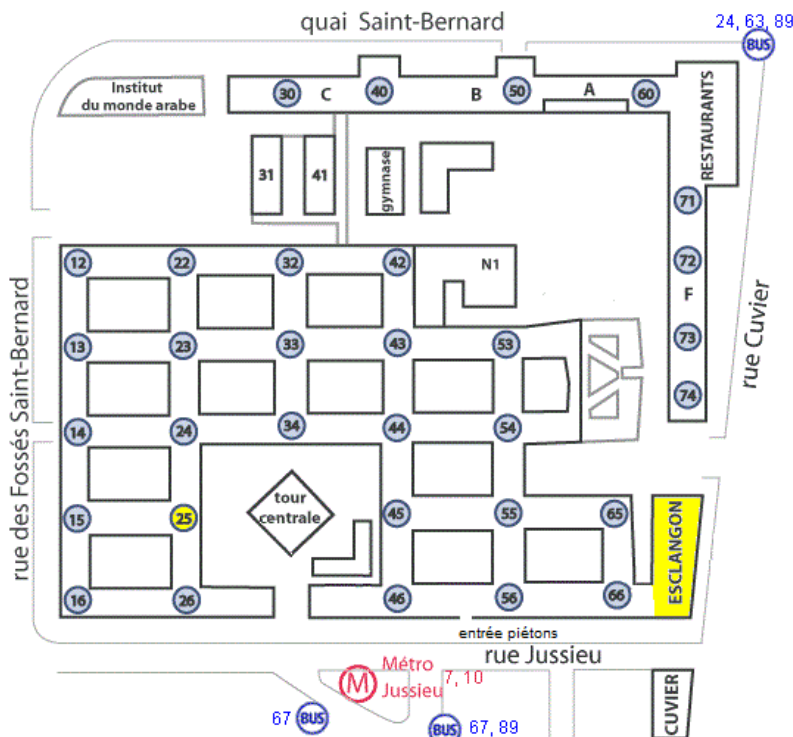 quai Saint-Bernard
24, 63, 89
BUS
Institut
du monde arabe
30
C
40
B
50
A
60
RESTAURANTS
31
41
gymnase
71
12
22
32
42
N1
72
F
13
23
33
43
53
73
74
rue Cuvier
rue des Fossés Saint-Bernard
14
24
34
44
54
tour
centrale
15
25
45
55
65
ESCLANGON
16
26
46
56
66
entrée piétons
rue Jussieu
M
Métro
Jussieu
7, 10
67
BUS
BUS
67, 89
CUVIER